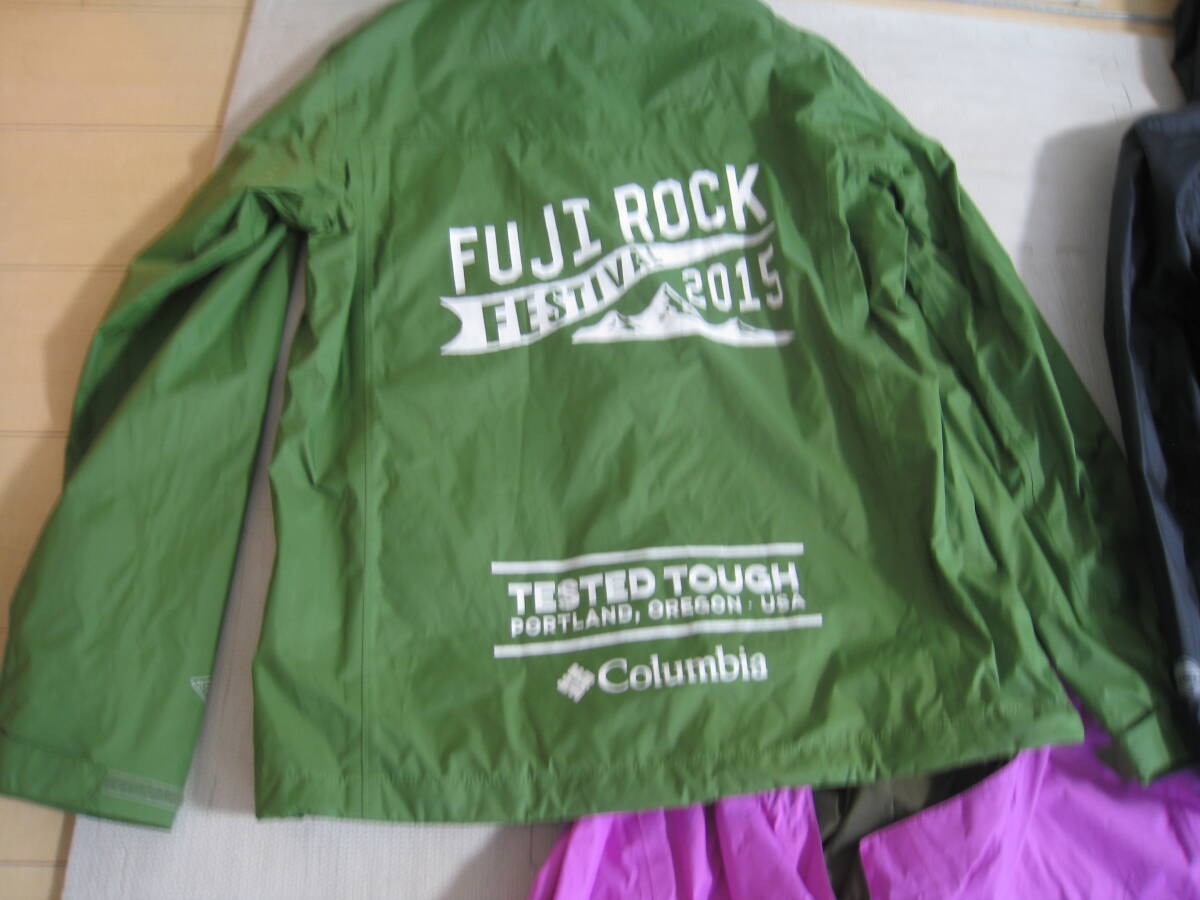 FUJI ROCK
FESTIVAL
2015
TESTED TOUGH
PORTLAND, OREGON · USA
Columbia